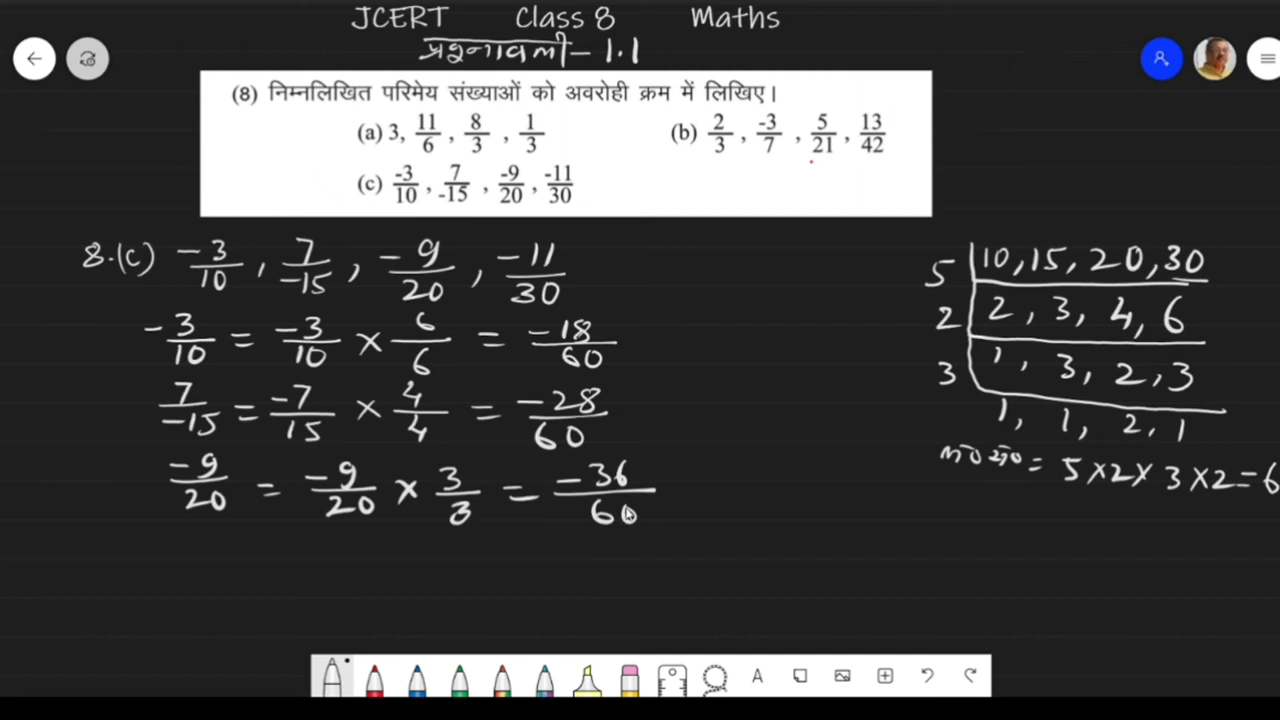 JCERT Class 8 Maths
प्रश्नावली - 1.1
(8) निम्नलिखित परिमेय संख्याओं को अवरोही क्रम में लिखिए।
(a) 3, 11/6, 8/3, 1/3 (b) 2/3, -3/7, 5/21, 13/42
(c) -3/10, 7/-15, -9/20, -11/30
8.(c) -3/10, 7/-15, -9/20, -11/30
-3/10 = -3/10 × 6/6 = -18/60
7/-15 = -7/15 × 4/4 = -28/60
-9/20 = -9/20 × 3/3 = -36/60
5 | 10, 15, 20, 30
2 | 2, 3, 4, 6
3 | 1, 3, 2, 3
1, 1, 2, 1
= 5 × 2 × 3 × 2 = 6
A